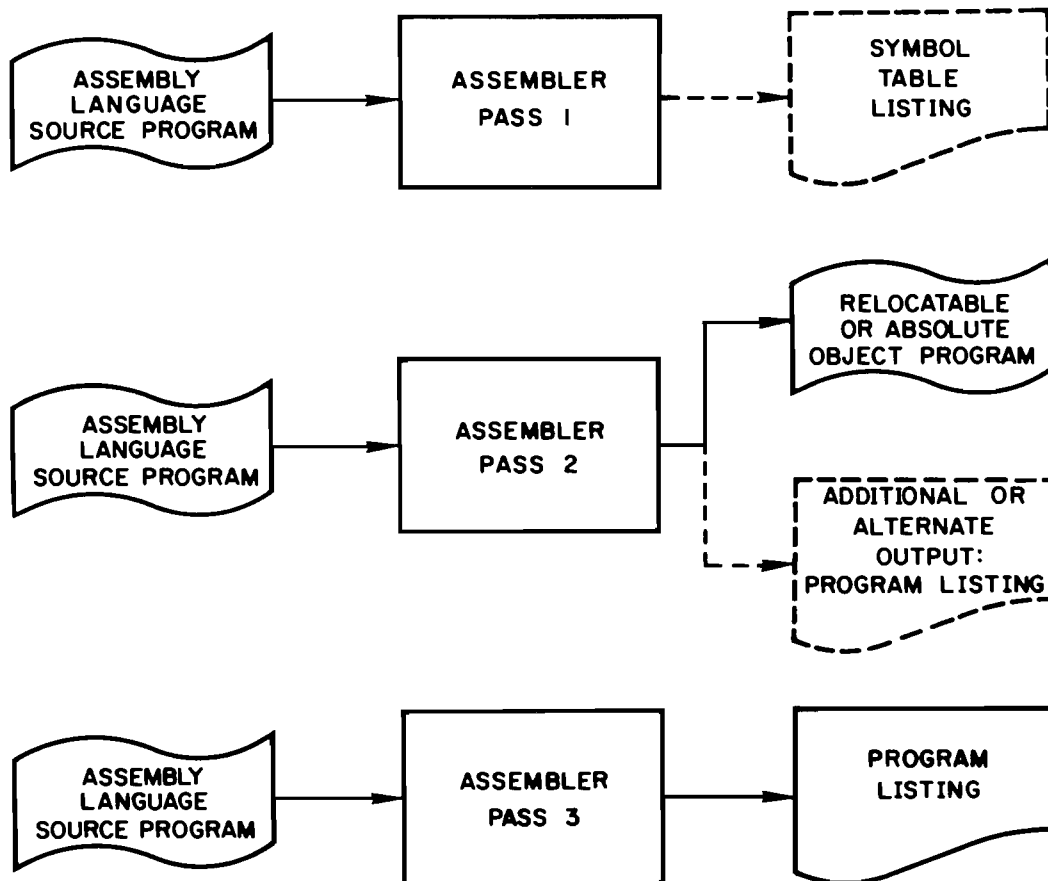 ASSEMBLY
LANGUAGE
SOURCE PROGRAM
ASSEMBLER
PASS 1
SYMBOL
TABLE
LISTING
ASSEMBLY
LANGUAGE
SOURCE PROGRAM
ASSEMBLER
PASS 2
RELOCATABLE
OR ABSOLUTE
OBJECT PROGRAM
ADDITIONAL OR
ALTERNATE
OUTPUT:
PROGRAM LISTING
ASSEMBLY
LANGUAGE
SOURCE PROGRAM
ASSEMBLER
PASS 3
PROGRAM
LISTING